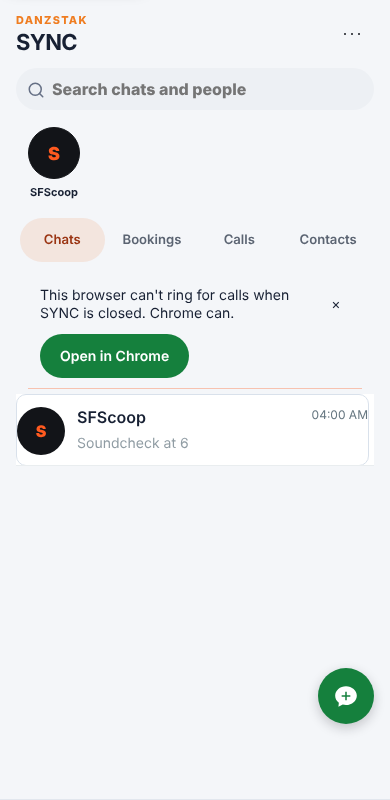 DANZSTAK
SYNC
...
Search chats and people
S
SFScoop
Chats Bookings Calls Contacts
This browser can't ring for calls when
SYNC is closed. Chrome can.
×
Open in Chrome
S
SFScoop
04:00 AM
Soundcheck at 6